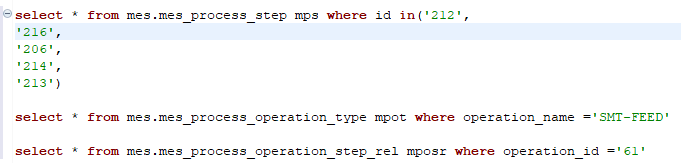 select * from mes.mes_process_step mps where id in('212',
'216',
'206',
'214',
'213')
select * from mes.mes_process_operation_type mpot where operation_name ='SMT-FEED'
select * from mes.mes_process_operation_step_rel mposr where operation_id ='61'